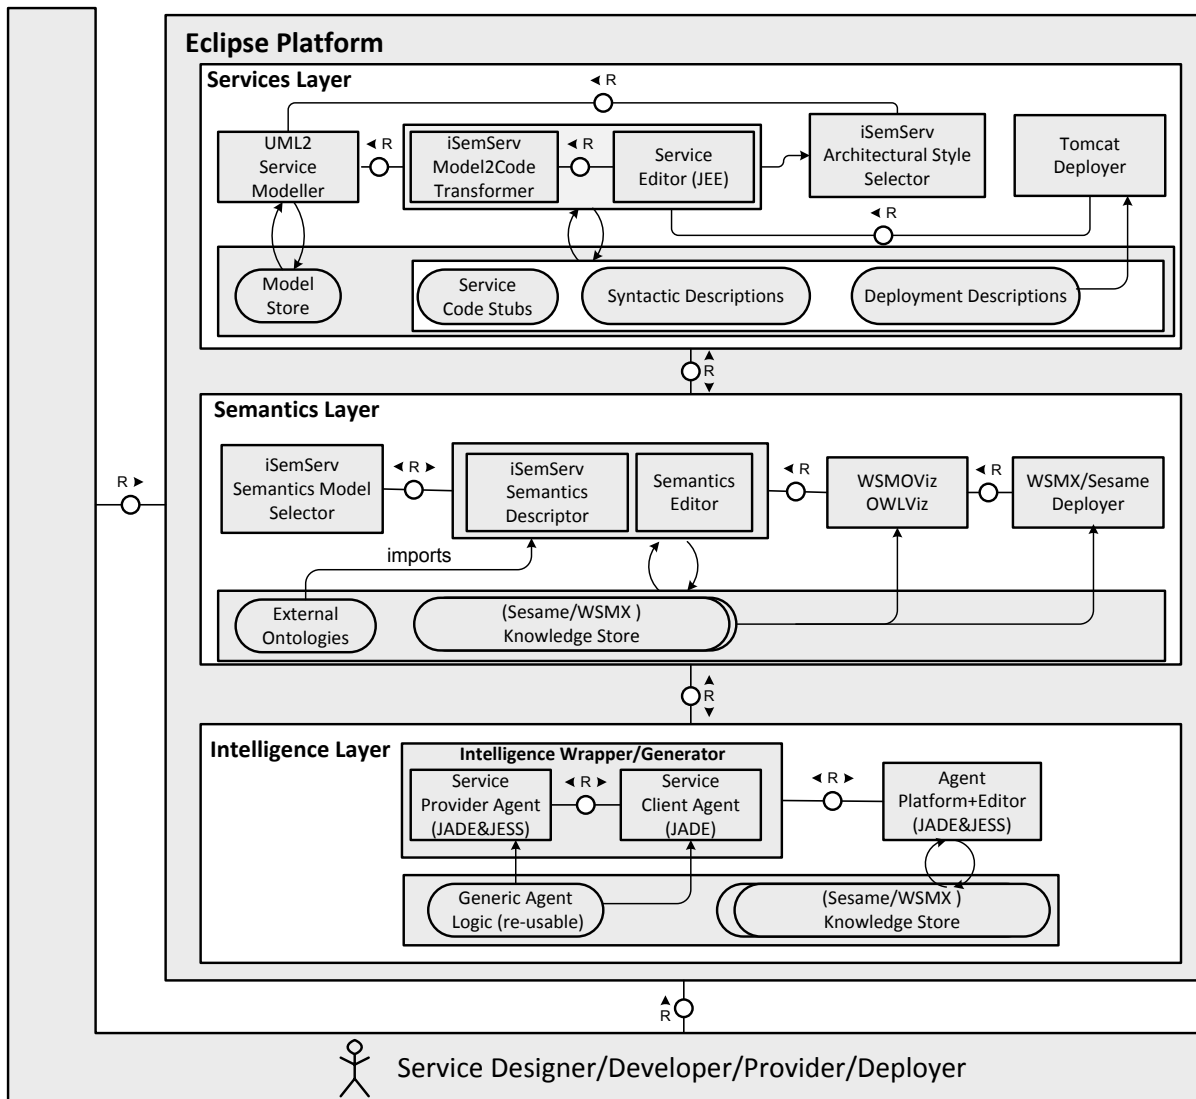 Eclipse Platform
Services Layer
◄ R
UML2
Service
Modeller
◄ R
iSemServ
Model2Code
Transformer
◄ R
Service
Editor (JEE)
iSemServ
Architectural Style
Selector
Tomcat
Deployer
◄ R
Model
Store
Service
Code Stubs
Syntactic Descriptions
Deployment Descriptions
R
Semantics Layer
iSemServ
Semantics Model
Selector
◄ R ►
iSemServ
Semantics
Descriptor
Semantics
Editor
◄ R
WSMOViz
OWLViz
◄ R
WSMX/Sesame
Deployer
R ►
imports
External
Ontologies
(Sesame/WSMX )
Knowledge Store
R
Intelligence Layer
Intelligence Wrapper/Generator
Service
Provider Agent
(JADE&JESS)
◄ R ►
Service
Client Agent
(JADE)
◄ R ►
Agent
Platform+Editor
(JADE&JESS)
Generic Agent
Logic (re-usable)
(Sesame/WSMX )
Knowledge Store
R
Service Designer/Developer/Provider/Deployer